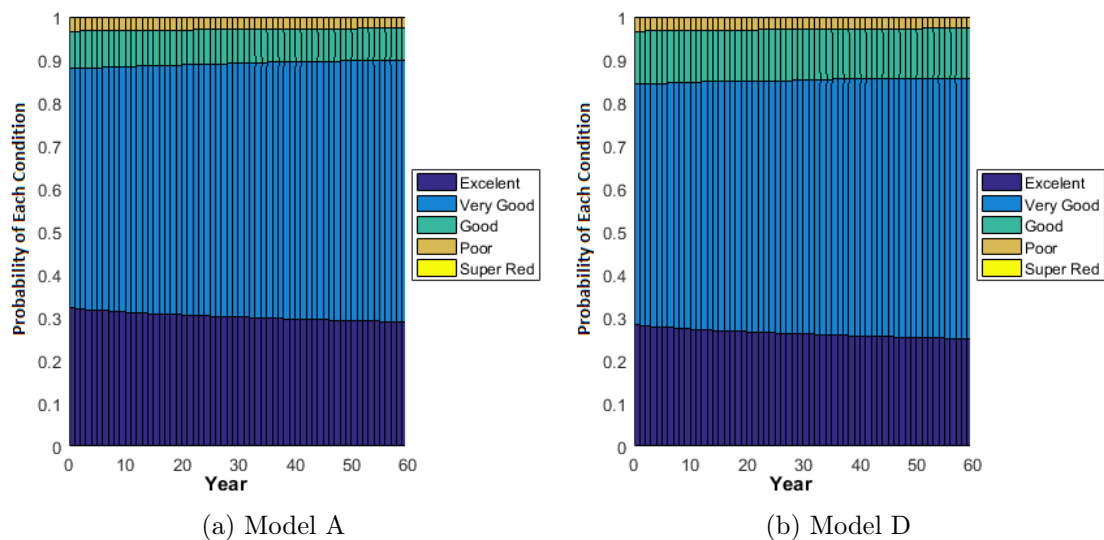 Probability of Each Condition
1
0.9
0.8
0.7
0.6
0.5
0.4
0.3
0.2
0.1
0
0 10 20 30 40 50 60
Year
Excelent
Very Good
Good
Poor
Super Red
(a) Model A
Probability of Each Condition
1
0.9
0.8
0.7
0.6
0.5
0.4
0.3
0.2
0.1
0
0 10 20 30 40 50 60
Year
Excelent
Very Good
Good
Poor
Super Red
(b) Model D